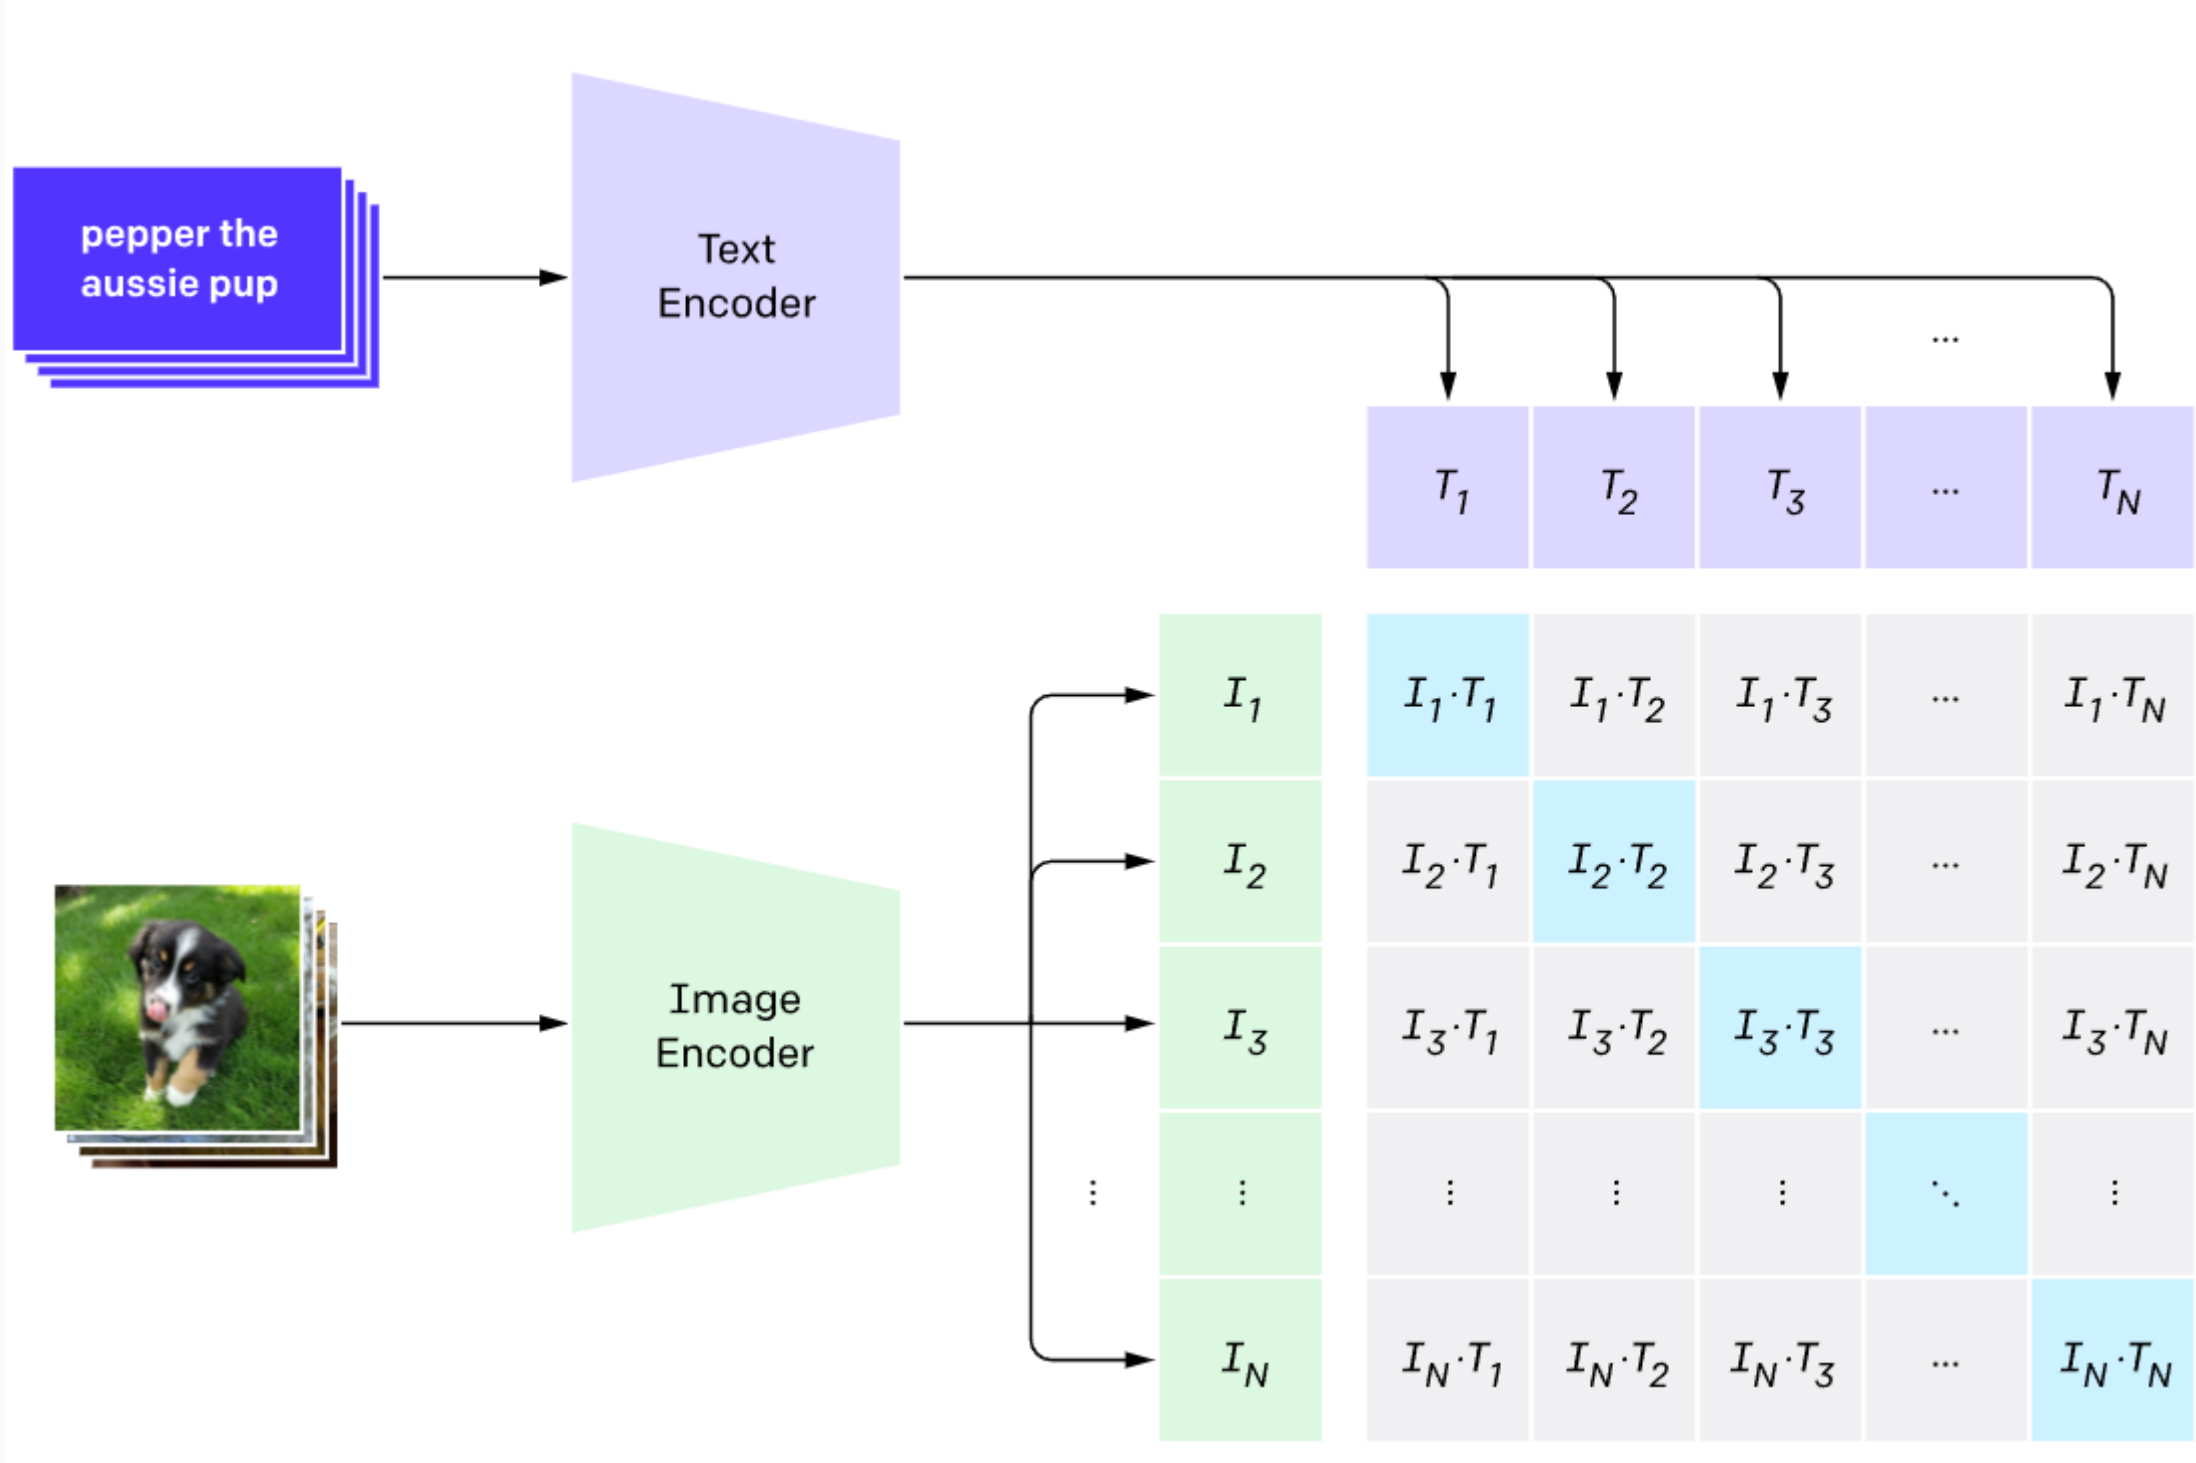 pepper the
aussie pup
Text
Encoder
...
T1 T2 T3 ... TN
I1 I1·T1 I1·T2 I1·T3 ... I1·TN
I2 I2·T1 I2·T2 I2·T3 ... I2·TN
Image
Encoder
I3 I3·T1 I3·T2 I3·T3 ... I3·TN
⋮ ⋮ ⋮ ⋮ ⋮ ⋱ ⋮
IN IN·T1 IN·T2 IN·T3 ... IN·TN